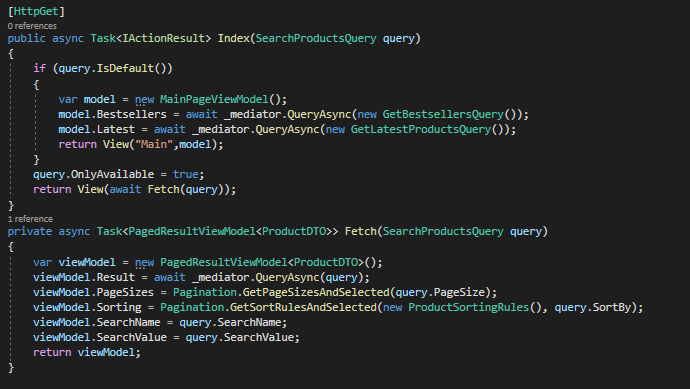 [HttpGet]
0 references
public async Task<IActionResult> Index(SearchProductsQuery query)
{
if (query.IsDefault())
{
var model = new MainPageViewModel();
model.Bestsellers = await _mediator.QueryAsync(new GetBestsellersQuery());
model.Latest = await _mediator.QueryAsync(new GetLatestProductsQuery());
return View("Main",model);
}
query.OnlyAvailable = true;
return View(await Fetch(query));
}
1 reference
private async Task<PagedResultViewModel<ProductDTO>> Fetch(SearchProductsQuery query)
{
var viewModel = new PagedResultViewModel<ProductDTO>();
viewModel.Result = await _mediator.QueryAsync(query);
viewModel.PageSizes = Pagination.GetPageSizesAndSelected(query.PageSize);
viewModel.Sorting = Pagination.GetSortRulesAndSelected(new ProductSortingRules(), query.SortBy);
viewModel.SearchName = query.SearchName;
viewModel.SearchValue = query.SearchValue;
return viewModel;
}